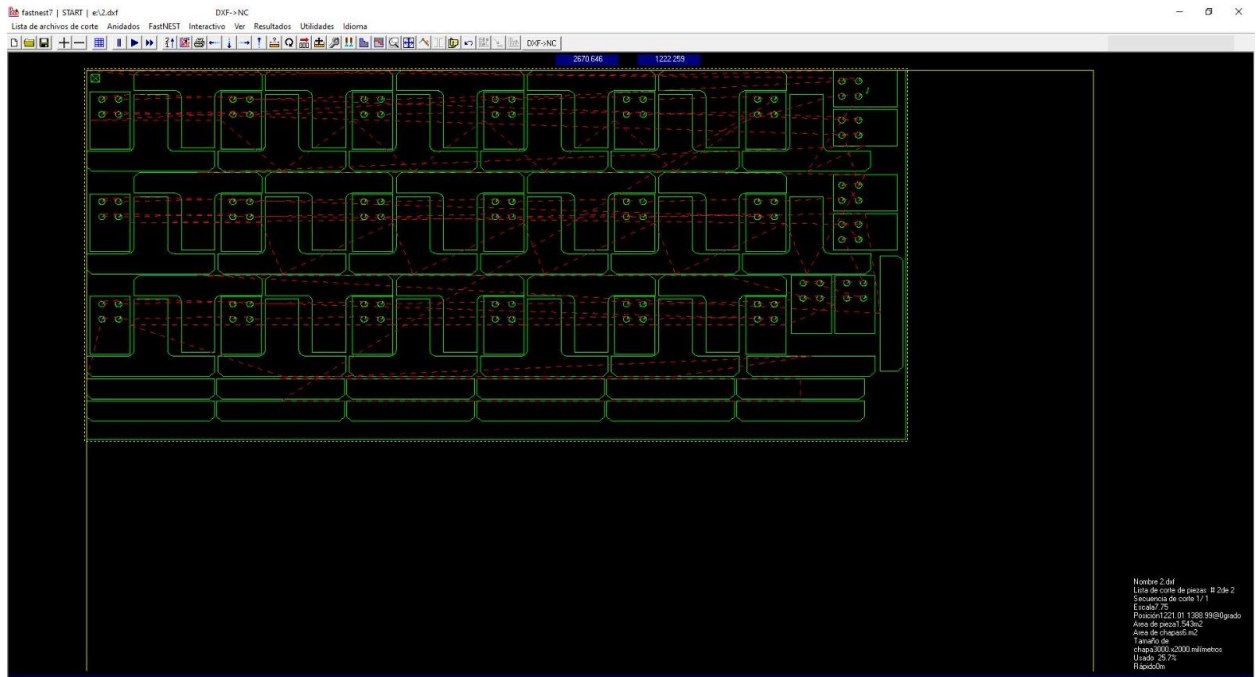 fastnest7 | START | e:\2.dxf DXF->NC
Lista de archivos de corte Anidados FastNEST Interactivo Ver Resultados Utilidades Idioma
DXF->NC
2670.646 1222.259
Nombre 2.dxf
Lista de corte de piezas # 2de 2
Secuencia de corte 1/ 1
Escala7.75
Posición1221.01 1388.99@0grado
Area de pieza1.543m2
Area de chapas6.m2
Tamaño de
chapa3000.x2000.milímetros
Usado 25.7%
Rápido0m